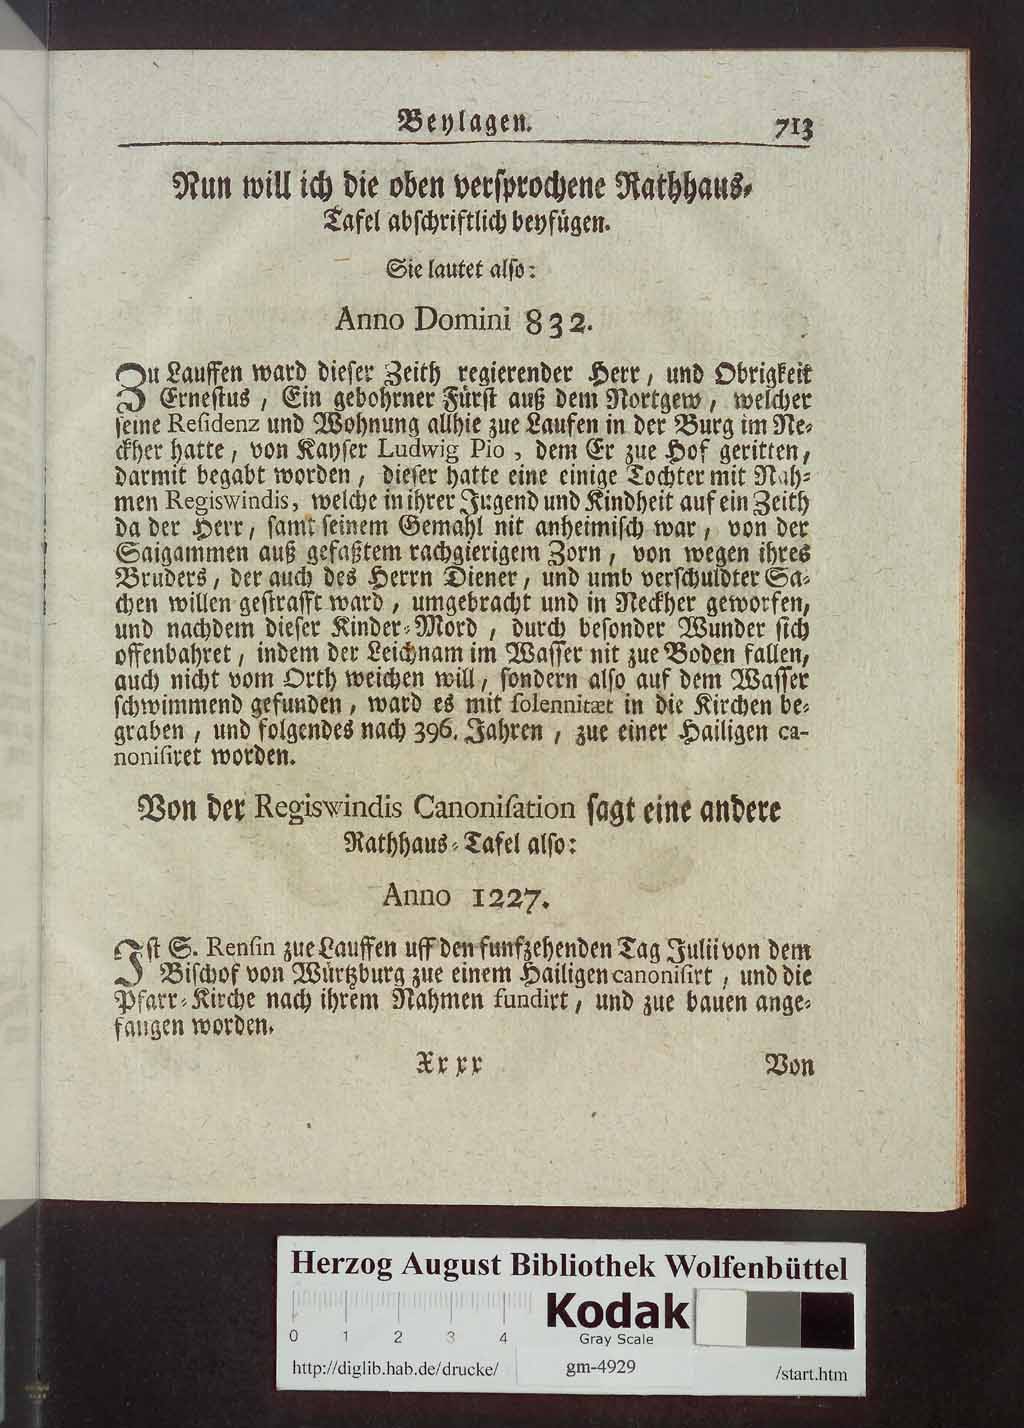 Beylagen. 713
Nun will ich die oben versprochene Rathhaus-
Tafel abschriftlich beyfügen.
Sie lautet also:
Anno Domini 832.
Zu Lauffen ward dieser Zeith regierender Herr, und Obrigkeit
Ernestus, Ein gebohrner Fürst auß dem Nortgew, welcher
seine Residenz und Wohnung allhie zue Laufen in der Burg im Ne-
ckher hatte, von Kayser Ludwig Pio, dem Er zue Hof geritten,
darmit begabt worden, dieser hatte eine einige Tochter mit Nah-
men Regiswindis, welche in ihrer Jugend und Kindheit auf ein Zeith
da der Herr, samt seinem Gemahl nit anheimisch war, von der
Saigammen auß gefaßtem rachgierigem Zorn, von wegen ihres
Bruders, der auch des Herrn Diener, und umb verschuldter Sa-
chen willen gestrafft ward, umgebracht und in Neckher geworfen,
und nachdem dieser Kinder-Mord, durch besonder Wunder sich
offenbahret, indem der Leichnam im Wasser nit zue Boden fallen,
auch nicht vom Orth weichen will, sondern also auf dem Wasser
schwimmend gefunden, ward es mit solennitæt in die Kirchen be-
graben, und folgendes nach 396. Jahren, zue einer Hailigen ca-
nonisiret worden.
Von der Regiswindis Canonisation sagt eine andere
Rathhaus-Tafel also:
Anno 1227.
Ist S. Rensin zue Lauffen uff den funfzehenden Tag Julii von dem
Bischof von Würtzburg zue einem Hailigen canonisirt, und die
Pfarr-Kirche nach ihrem Nahmen fundirt, und zue bauen ange-
fangen worden.
Xx xx Von
Herzog August Bibliothek Wolfenbüttel
Kodak
0 1 2 3 4 Gray Scale
http://diglib.hab.de/drucke/ gm-4929 /start.htm